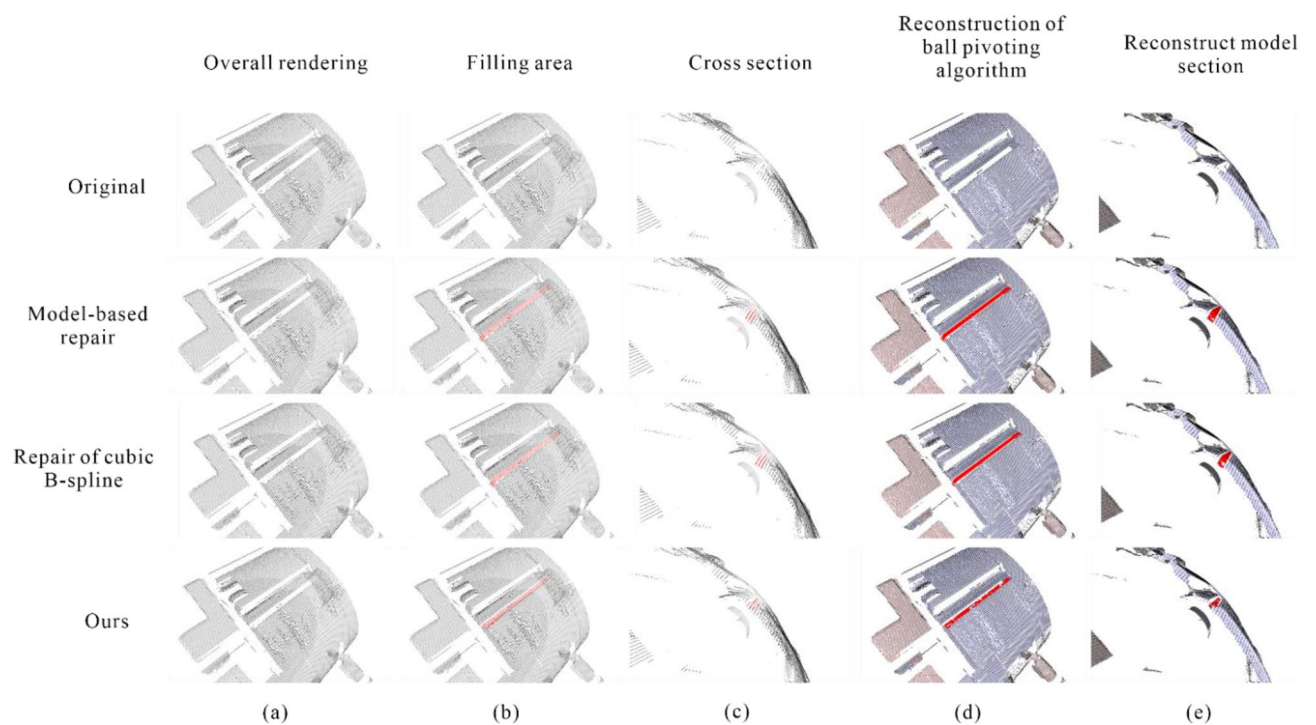 Overall rendering
Filling area
Cross section
Reconstruction of
ball pivoting
algorithm
Reconstruct model
section
Original
Model-based
repair
Repair of cubic
B-spline
Ours
(a)
(b)
(c)
(d)
(e)